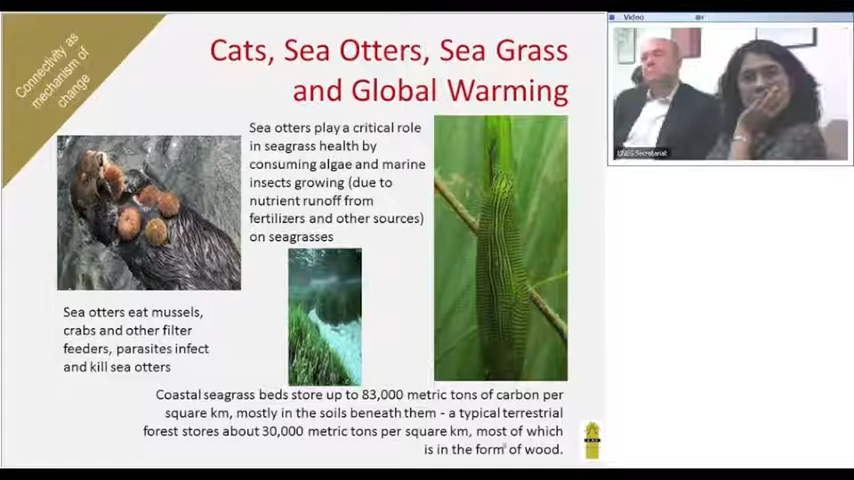 Connectivity as
mechanism of
change
Cats, Sea Otters, Sea Grass
and Global Warming
Sea otters play a critical role
in seagrass health by
consuming algae and marine
insects growing (due to
nutrient runoff from
fertilizers and other sources)
on seagrasses
Sea otters eat mussels,
crabs and other filter
feeders, parasites infect
and kill sea otters
Coastal seagrass beds store up to 83,000 metric tons of carbon per
square km, mostly in the soils beneath them - a typical terrestrial
forest stores about 30,000 metric tons per square km, most of which
is in the form of wood.
Video
UNEG Secretariat